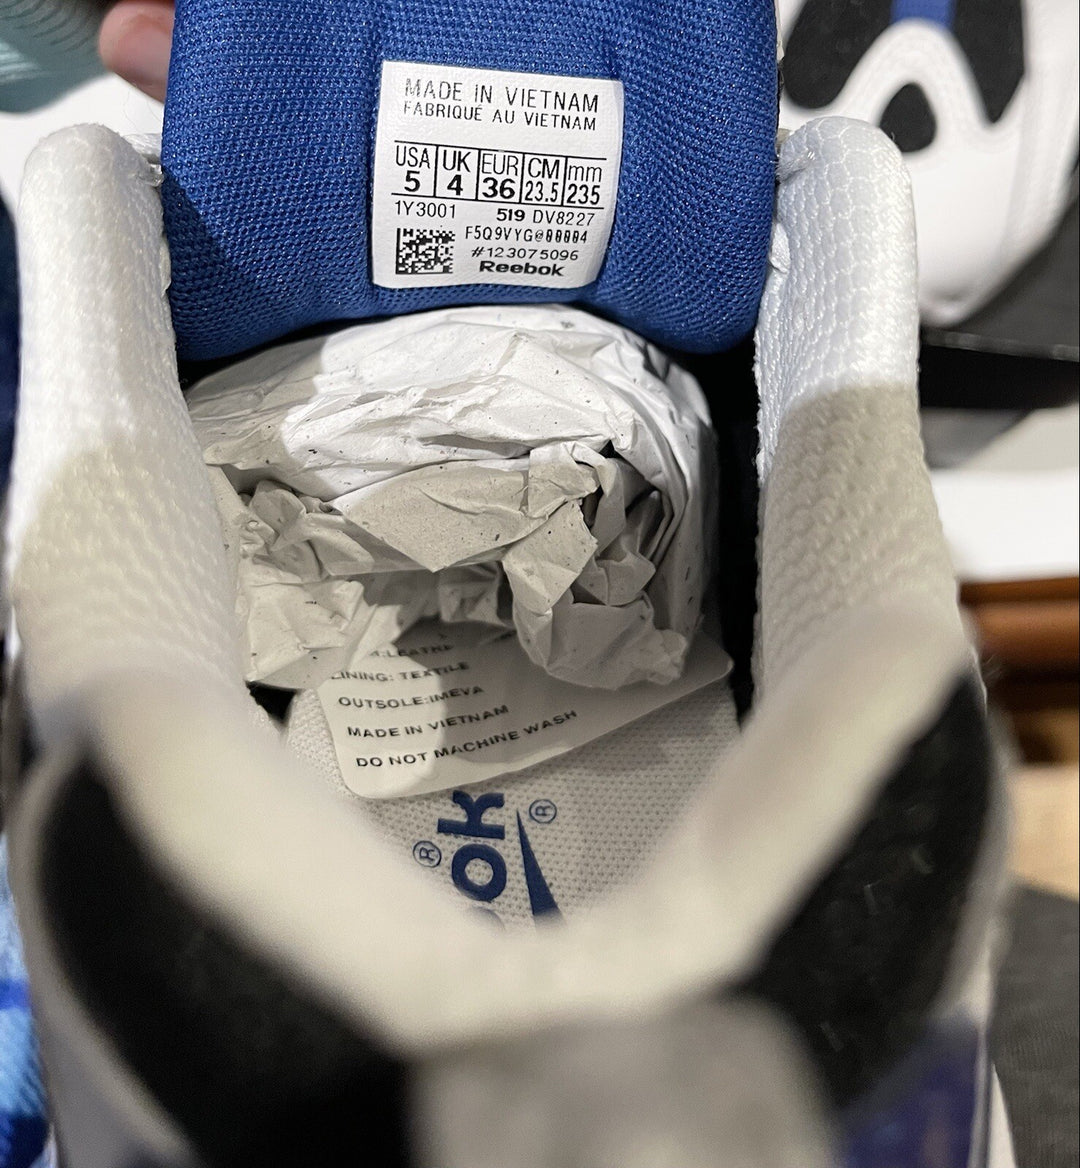 MADE IN VIETNAM
FABRIQUÉ AU VIETNAM
USA UK EUR CM mm
5 4 36 23.5 235
1Y3001 519 DV8227
F5Q9VYG@00004
#123075096
Reebok
LINING: TEXTILE
OUTSOLE:IMEVA
MADE IN VIETNAM
DO NOT MACHINE WASH
ok
® ®